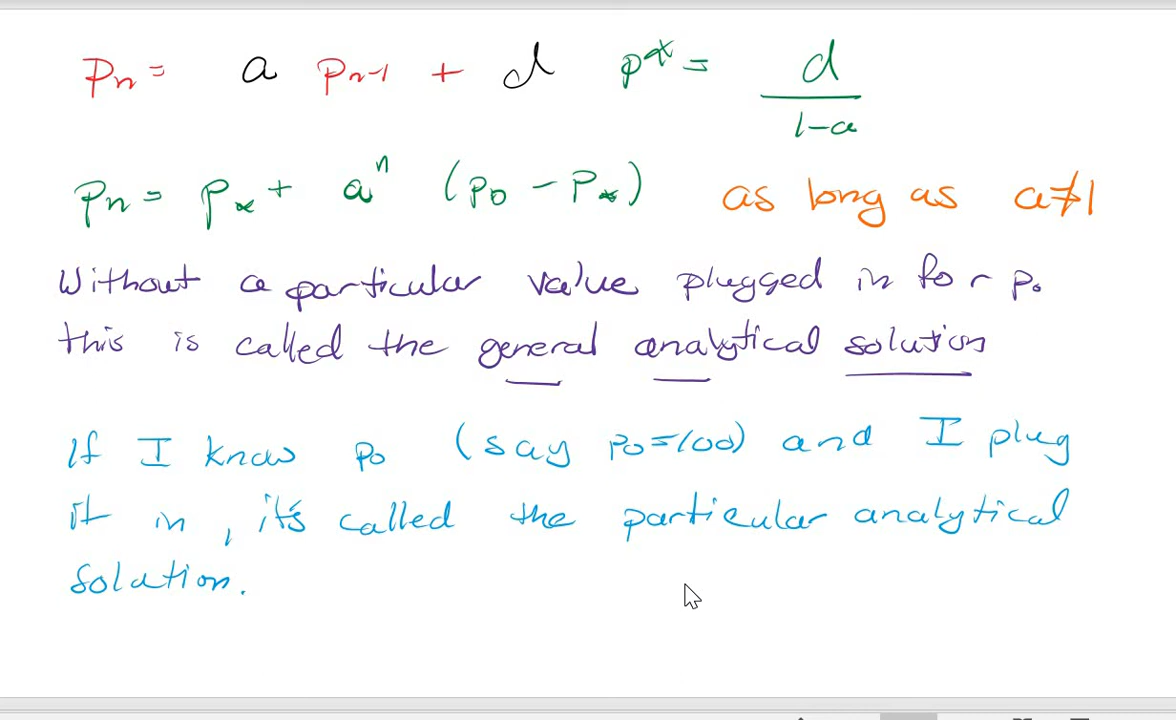 Pn = a Pn-1 + d P* = d / 1-a
Pn = P* + a^n (P0 - P*) as long as a≠1
Without a particular value plugged in for P0
this is called the general analytical solution
If I know P0 (say P0=100) and I plug
it in, it's called the particular analytical
solution.